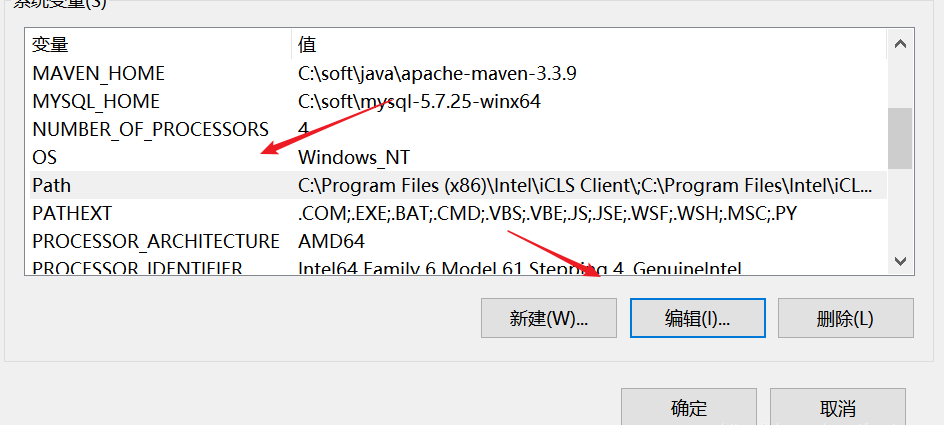 系统变量(S)
变量 值
MAVEN_HOME C:\soft\java\apache-maven-3.3.9
MYSQL_HOME C:\soft\mysql-5.7.25-winx64
NUMBER_OF_PROCESSORS 4
OS Windows_NT
Path C:\Program Files (x86)\Intel\iCLS Client\;C:\Program Files\Intel\iCL...
PATHEXT .COM;.EXE;.BAT;.CMD;.VBS;.VBE;.JS;.JSE;.WSF;.WSH;.MSC;.PY
PROCESSOR_ARCHITECTURE AMD64
PROCESSOR_IDENTIFIER Intel64 Family 6 Model 61 Stepping 4, GenuineIntel
新建(W)... 编辑(I)... 删除(L)
确定 取消